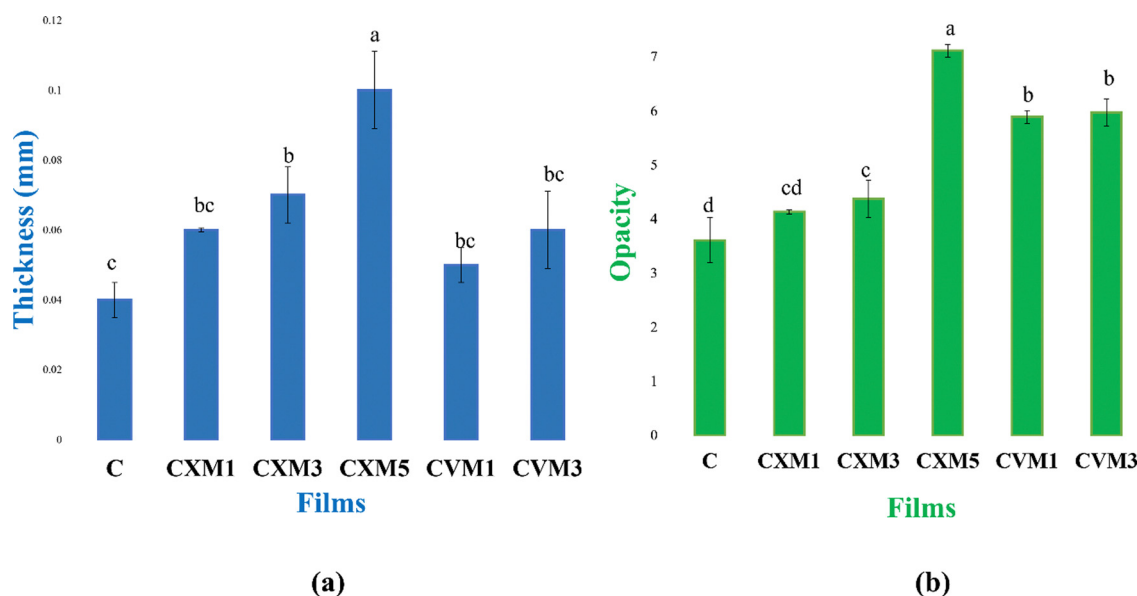 0.12
0.1
0.08
0.06
0.04
0.02
0
Thickness (mm)
c
bc
b
a
bc
bc
C CXM1 CXM3 CXM5 CVM1 CVM3
Films
(a)
7
6
5
4
3
2
1
0
Opacity
d
cd
c
a
b
b
C CXM1 CXM3 CXM5 CVM1 CVM3
Films
(b)